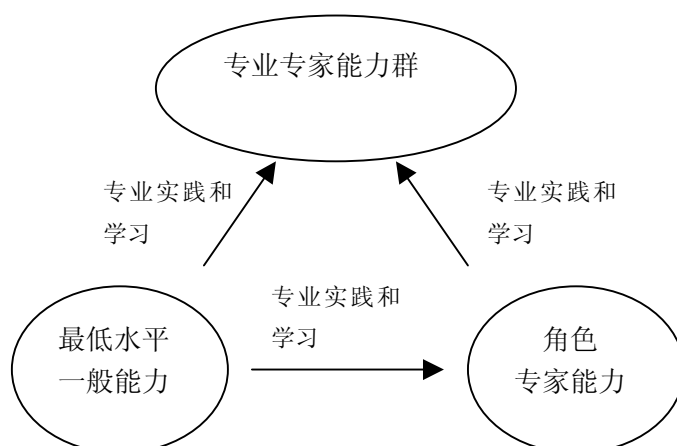 专业专家能力群
专业实践和
学习
专业实践和
学习
专业实践和
学习
最低水平
一般能力
角色
专家能力